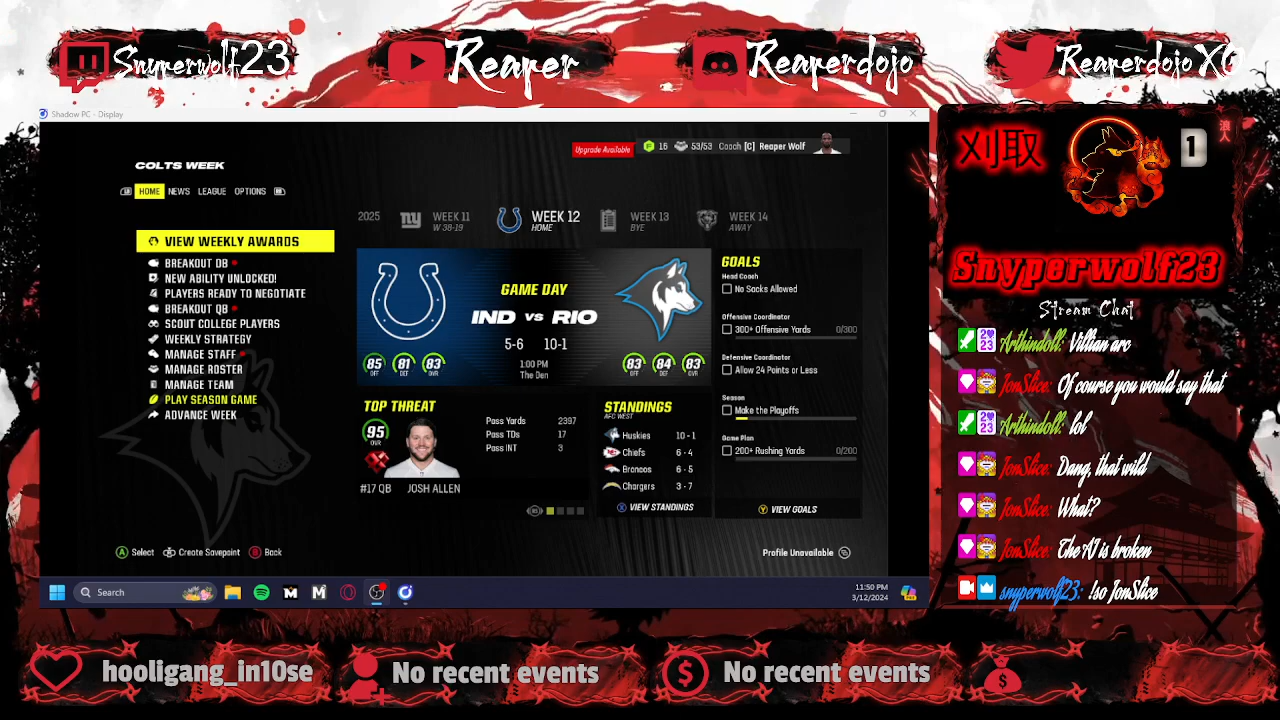 Snyperwolf23
Reaper
Reaperdojo
ReaperdojoXO
Shadow PC - Display
COLTS WEEK
Upgrade Available
16
53/53
Coach [C] Reaper Wolf
HOME
NEWS
LEAGUE
OPTIONS
2025
WEEK 11
W 38-19
WEEK 12
HOME
WEEK 13
BYE
WEEK 14
AWAY
VIEW WEEKLY AWARDS
BREAKOUT DB
NEW ABILITY UNLOCKED!
PLAYERS READY TO NEGOTIATE
BREAKOUT QB
SCOUT COLLEGE PLAYERS
WEEKLY STRATEGY
MANAGE STAFF
MANAGE ROSTER
MANAGE TEAM
PLAY SEASON GAME
ADVANCE WEEK
GAME DAY
IND VS RIO
5-6 10-1
1:00 PM
The Den
85 OFF
81 DEF
83 OVR
83 OFF
84 DEF
83 OVR
GOALS
Head Coach
No Sacks Allowed
Offensive Coordinator
300+ Offensive Yards 0/300
Defensive Coordinator
Allow 24 Points or Less
Season
Make the Playoffs
Game Plan
200+ Rushing Yards 0/200
VIEW GOALS
TOP THREAT
95
OVR
Pass Yards 2397
Pass TDs 17
Pass INT 3
#17 QB JOSH ALLEN
STANDINGS
AFC WEST
Huskies 10 - 1
Chiefs 6 - 4
Broncos 6 - 5
Chargers 3 - 7
VIEW STANDINGS
Select
Create Savepoint
Back
Profile Unavailable
Search
11:50 PM
3/12/2024
刈取
浪人
1
Snyperwolf23
Stream Chat
Arthindoll: Villian arc
JonSlice: Of course you would say that
Arthindoll: lol
JonSlice: Dang, that wild
JonSlice: What?
JonSlice: The AI is broken
snyperwolf23: !so JonSlice
hooligang_in10se
No recent events
No recent events